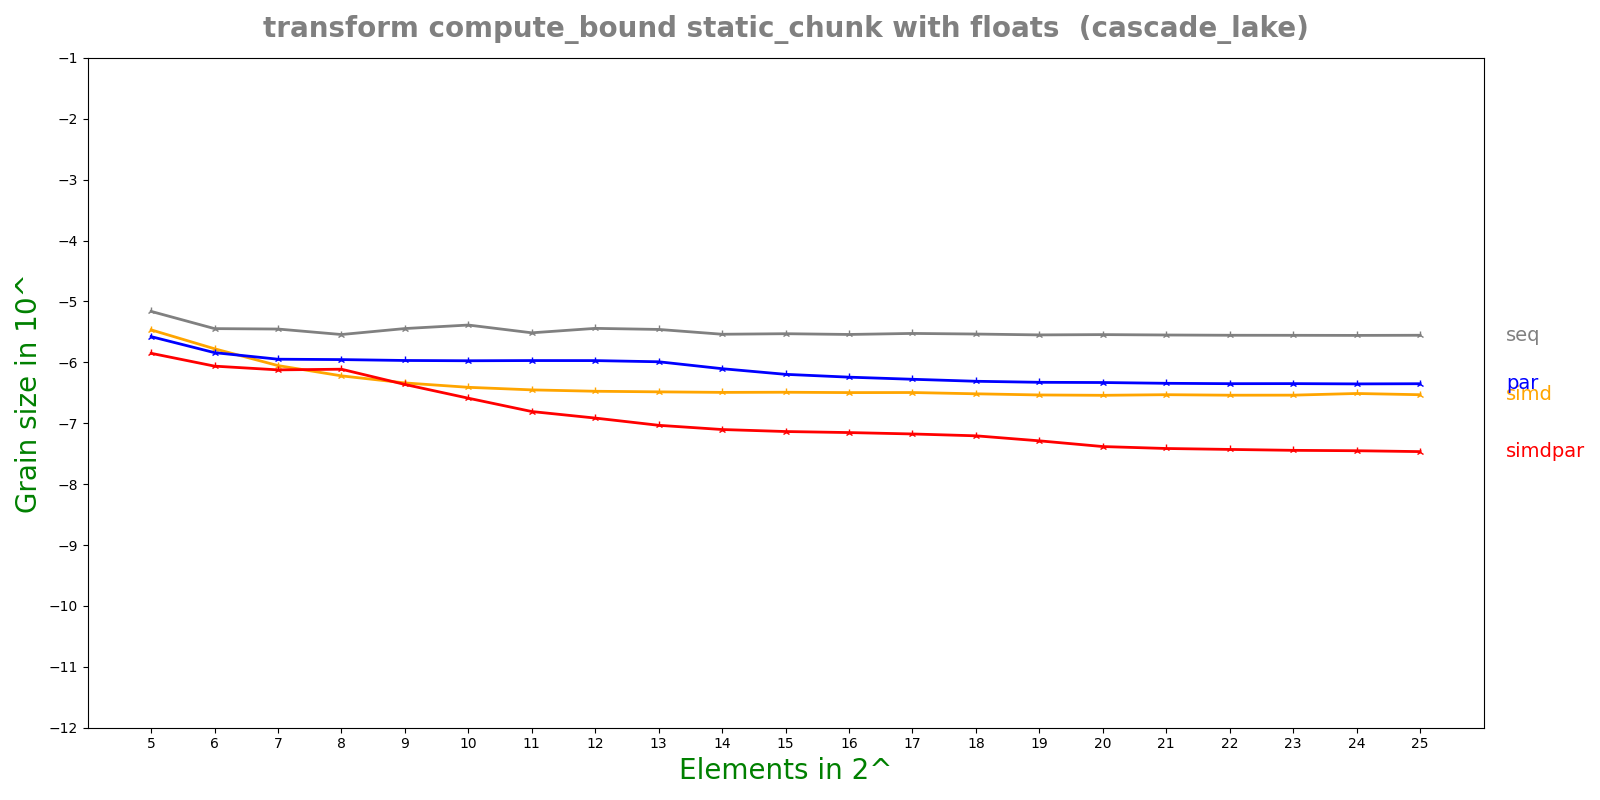 transform compute_bound static_chunk with floats  (cascade_lake)
−1
−2
−3
−4
−5
−6
−7
−8
−9
−10
−11
−12
Grain size in 10^
seq
par
simd
simdpar
5 6 7 8 9 10 11 12 13 14 15 16 17 18 19 20 21 22 23 24 25
Elements in 2^